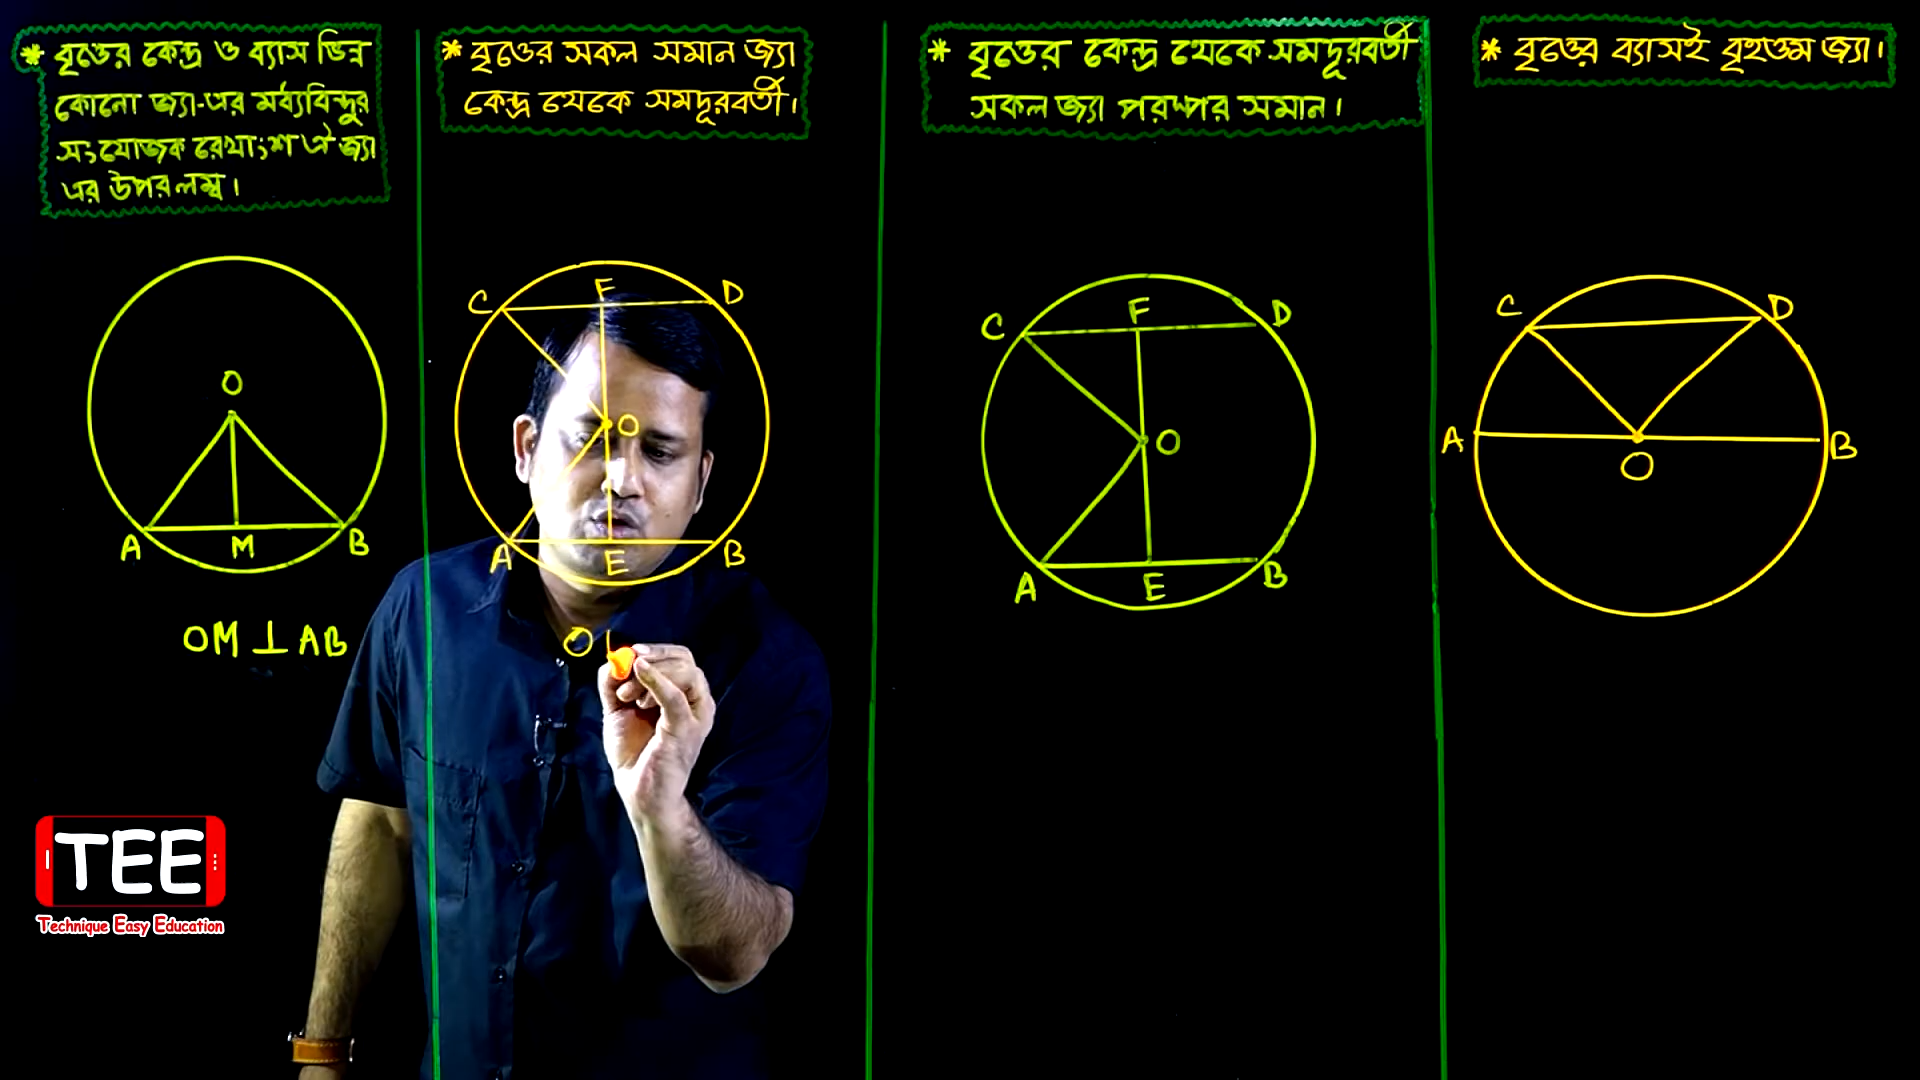 * বৃত্তের কেন্দ্র ও ব্যাস ভিন্ন
কোনো জ্যা-এর মধ্যবিন্দুর
সংযোজক রেখাংশ ঐ জ্যা
এর উপর লম্ব।
O
A M B
OM ⊥ AB
* বৃত্তের সকল সমান জ্যা
কেন্দ্র থেকে সমদূরবর্তী।
C F D
O
A E B
O
* বৃত্তের কেন্দ্র থেকে সমদূরবর্তী
সকল জ্যা পরস্পর সমান।
C F D
O
A E B
* বৃত্তের ব্যাসই বৃহত্তম জ্যা।
C D
A B
O
TEE
Technique Easy Education